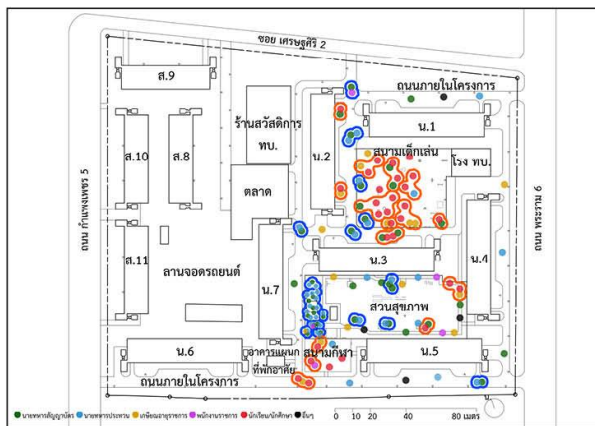 ซอย เศรษฐศิริ 2
ส.9
ถนนภายในโครงการ
ร้านสวัสดิการ
ทบ.
น.2
น.1
ส.10
ส.8
สนามเด็กเล่น
โรง ทบ.
ตลาด
ถนน กำแพงเพชร 5
ถนน พระราม 6
ส.11
ลานจอดรถยนต์
น.7
น.3
น.4
สวนสุขภาพ
น.6
อาคารแผนก
ที่พักอาศัย
สนามกีฬา
น.5
ถนนภายในโครงการ
นายทหารสัญญาบัตร นายทหารประทวน เกษียณอายุราชการ พนักงานราชการ นักเรียน/นักศึกษา อื่นๆ
0 10 20 40 80 เมตร